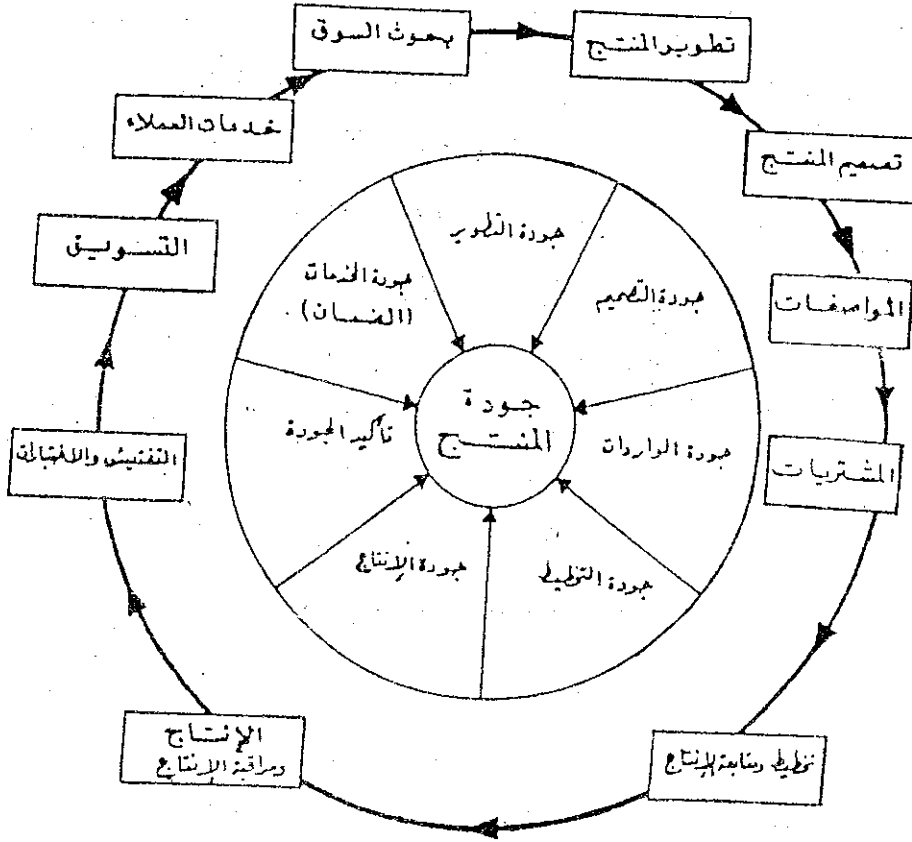 بحوث السوق
تطوير المنتج
تصميم المنتج
المواصفات
المشتريات
تخطيط ومتابعة الإنتاج
الإنتاج
ومراقبة الإنتاج
التفتيش والاختبارات
التسويق
خدمات العملاء
جودة التطوير
جودة التصميم
جودة الواردات
جودة التخطيط
جودة الإنتاج
تأكيد الجودة
جودة الخدمات
(الضمان)
جودة
المنتج